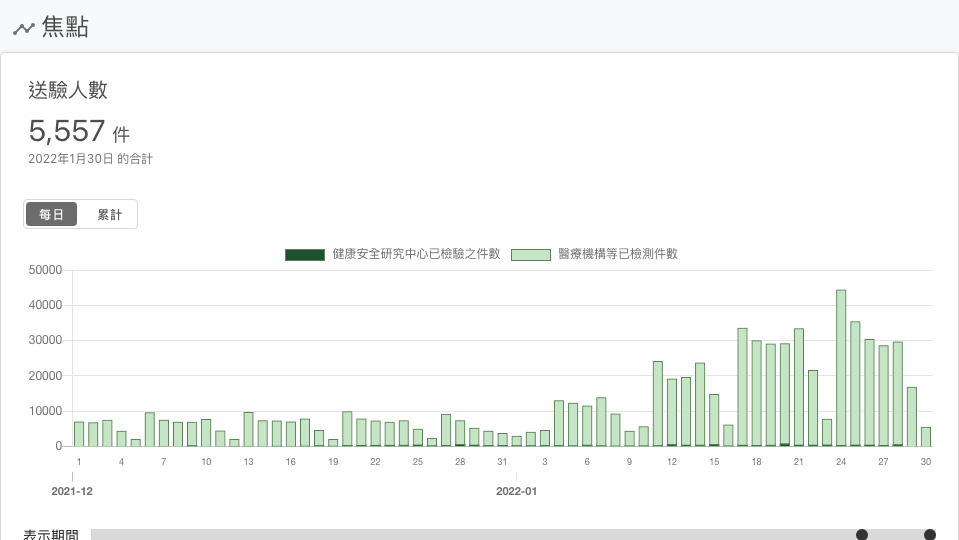 焦點
送驗人數
5,557 件
2022年1月30日 的合計
每日 累計
健康安全研究中心已檢驗之件數 醫療機構等已檢測件數
50000
40000
30000
20000
10000
0
1 4 7 10 13 16 19 22 25 28 31 3 6 9 12 15 18 21 24 27 30
2021-12 2022-01
表示期間